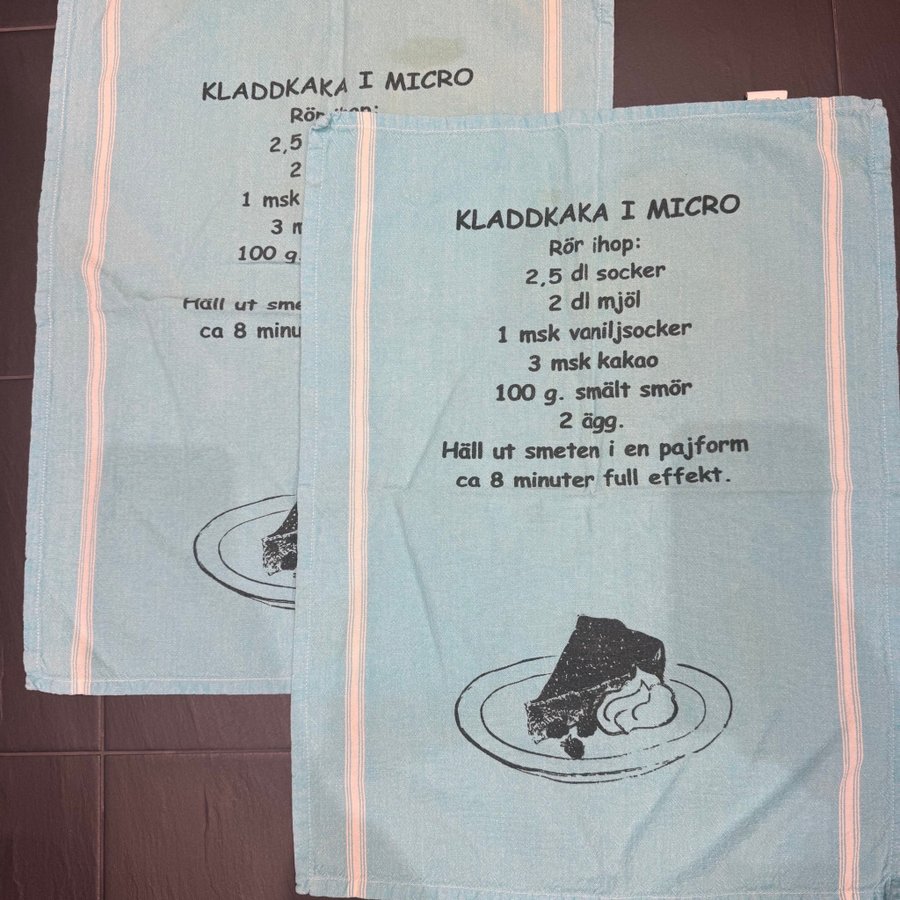 KLADDKAKA I MICRO
Rör ihop:
2,5
2
1 msk
3 m
100 g.
Häll ut sme
ca 8 minu
KLADDKAKA I MICRO
Rör ihop:
2,5 dl socker
2 dl mjöl
1 msk vaniljsocker
3 msk kakao
100 g. smält smör
2 ägg.
Häll ut smeten i en pajform
ca 8 minuter full effekt.